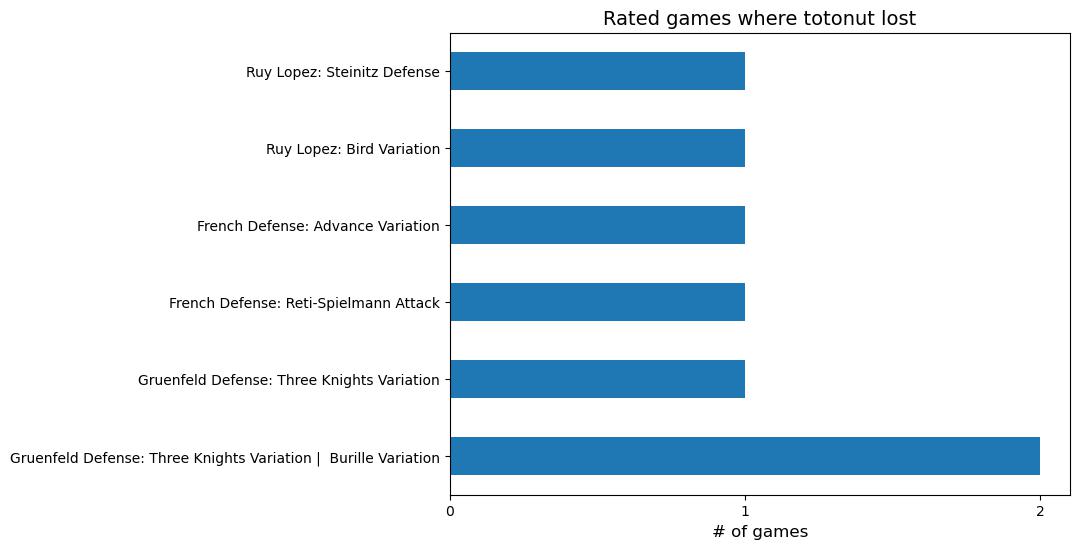 Rated games where totonut lost
Ruy Lopez: Steinitz Defense
Ruy Lopez: Bird Variation
French Defense: Advance Variation
French Defense: Reti-Spielmann Attack
Gruenfeld Defense: Three Knights Variation
Gruenfeld Defense: Three Knights Variation |  Burille Variation
0 1 2
# of games